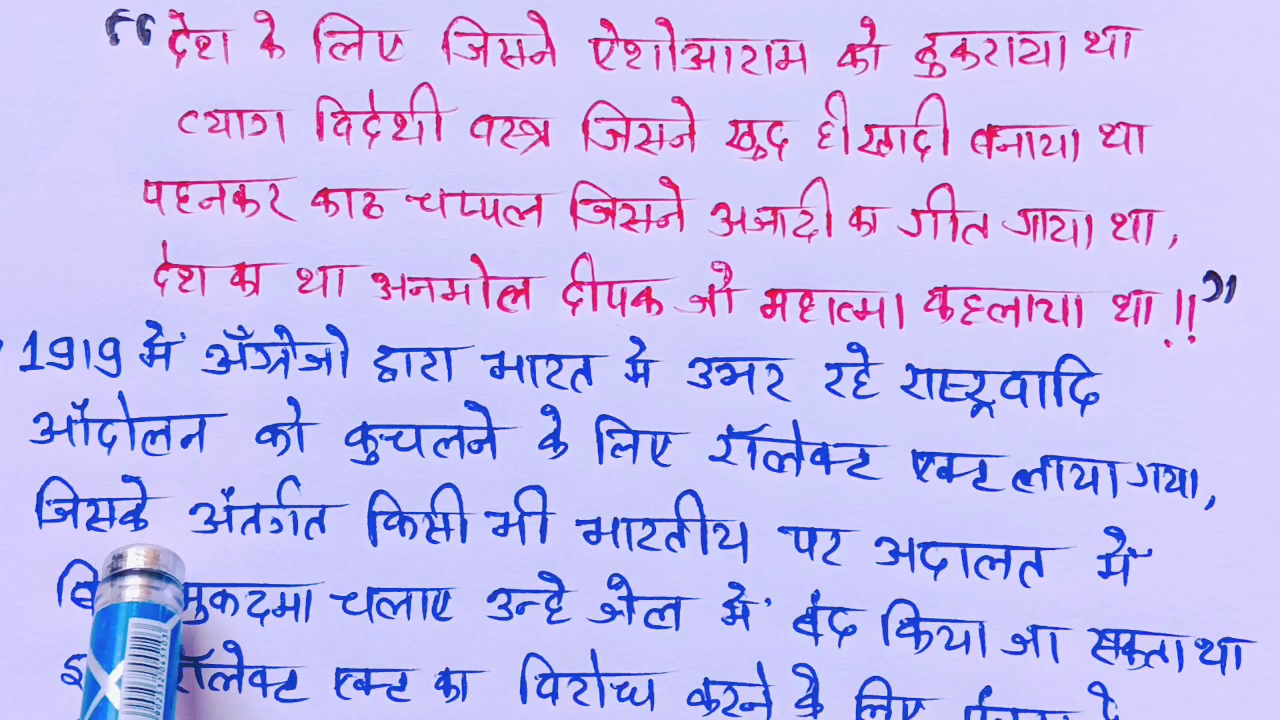 “देश के लिए जिसने ऐशोआराम को ठुकराया था
त्याग विदेशी वस्त्र जिसने खुद ही खादी बनाया था
पहनकर काठ चप्पल जिसने अजादी का गीत गाया था,
देश का था अनमोल दीपक जो महात्मा कहलाया था!!”
1919 में अँग्रेजो द्वारा भारत मे उभर रहे राष्ट्रवादि
आँदोलन को कुचलने के लिए रॉलेक्ट एक्ट लाया गया,
जिसके अंतर्गत किसी भी भारतीय पर अदालत में
मुकदमा चलाए उन्हे जेल में बंद किया जा सकता था
रॉलेक्ट एक्ट का विरोध करने के लिए